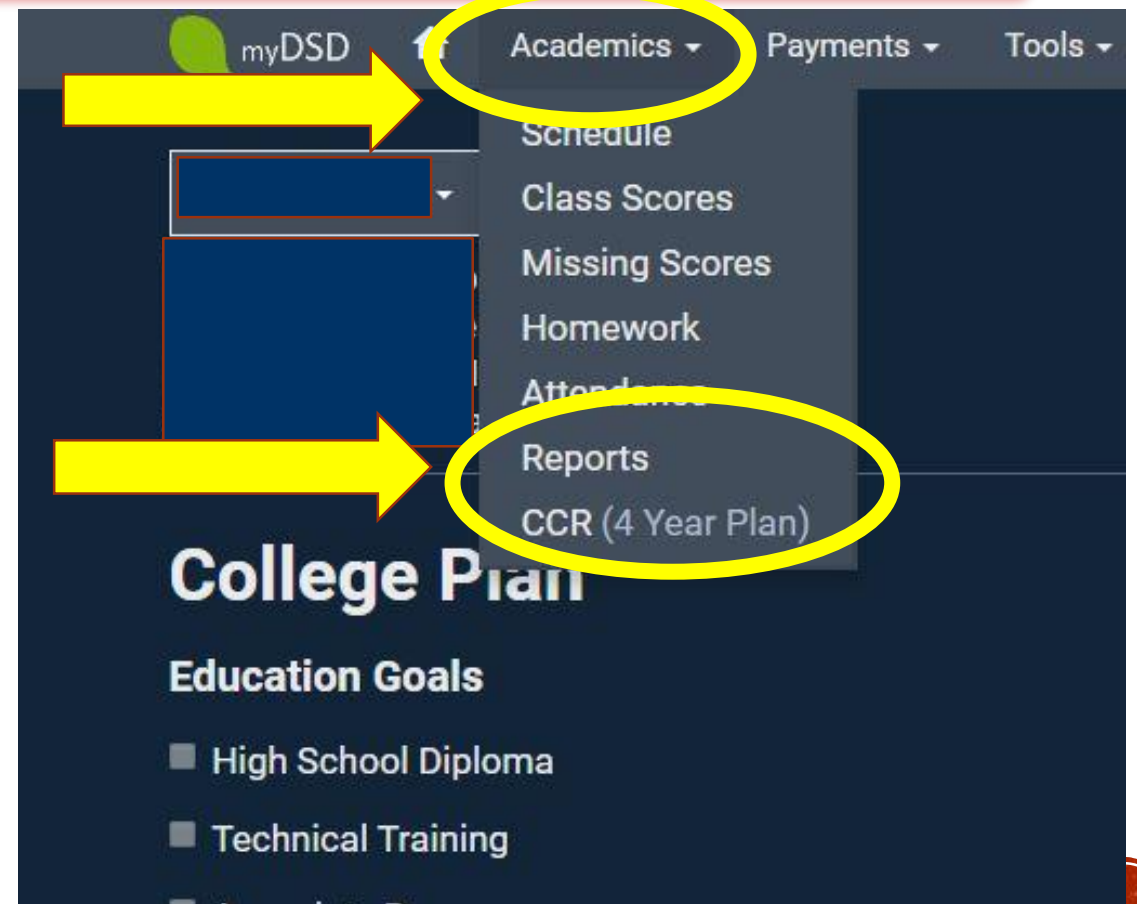 myDSD Academics Payments Tools
Schedule
Class Scores
Missing Scores
Homework
Attendance
Reports
CCR (4 Year Plan)
College Plan
Education Goals
High School Diploma
Technical Training